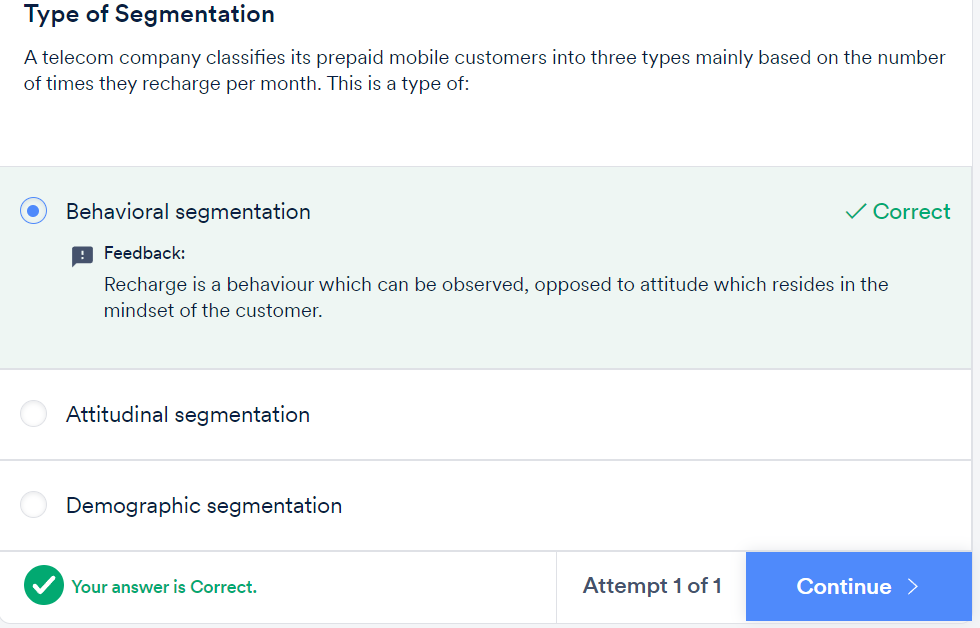 Type of Segmentation
A telecom company classifies its prepaid mobile customers into three types mainly based on the number
of times they recharge per month. This is a type of:
Behavioral segmentation
Correct
Feedback:
Recharge is a behaviour which can be observed, opposed to attitude which resides in the
mindset of the customer.
Attitudinal segmentation
Demographic segmentation
Your answer is Correct.
Attempt 1 of 1
Continue